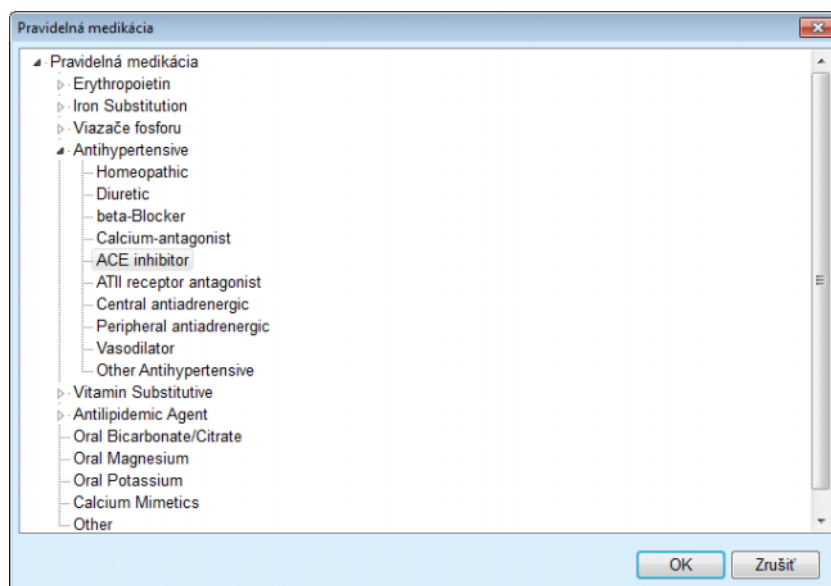 Pravidelná medikácia
Pravidelná medikácia
Erythropoietin
Iron Substitution
Viazače fosforu
Antihypertensive
Homeopathic
Diuretic
beta-Blocker
Calcium-antagonist
ACE inhibitor
ATII receptor antagonist
Central antiadrenergic
Peripheral antiadrenergic
Vasodilator
Other Antihypertensive
Vitamin Substitutive
Antilipidemic Agent
Oral Bicarbonate/Citrate
Oral Magnesium
Oral Potassium
Calcium Mimetics
Other
OK Zrušiť